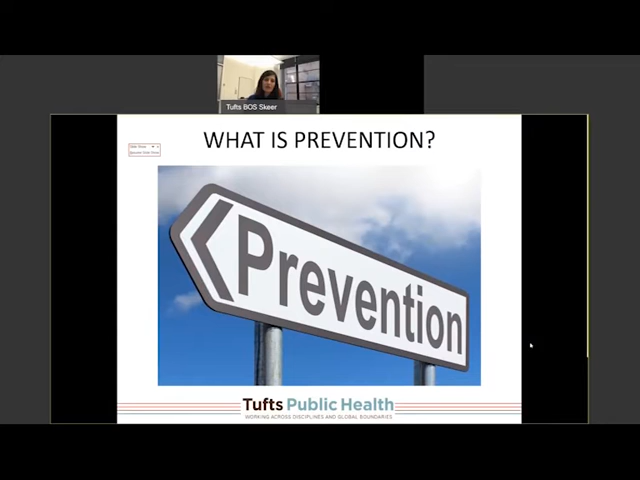 Tufts BOS Skeer
WHAT IS PREVENTION?
Prevention
Tufts Public Health
WORKING ACROSS DISCIPLINES AND GLOBAL BOUNDARIES